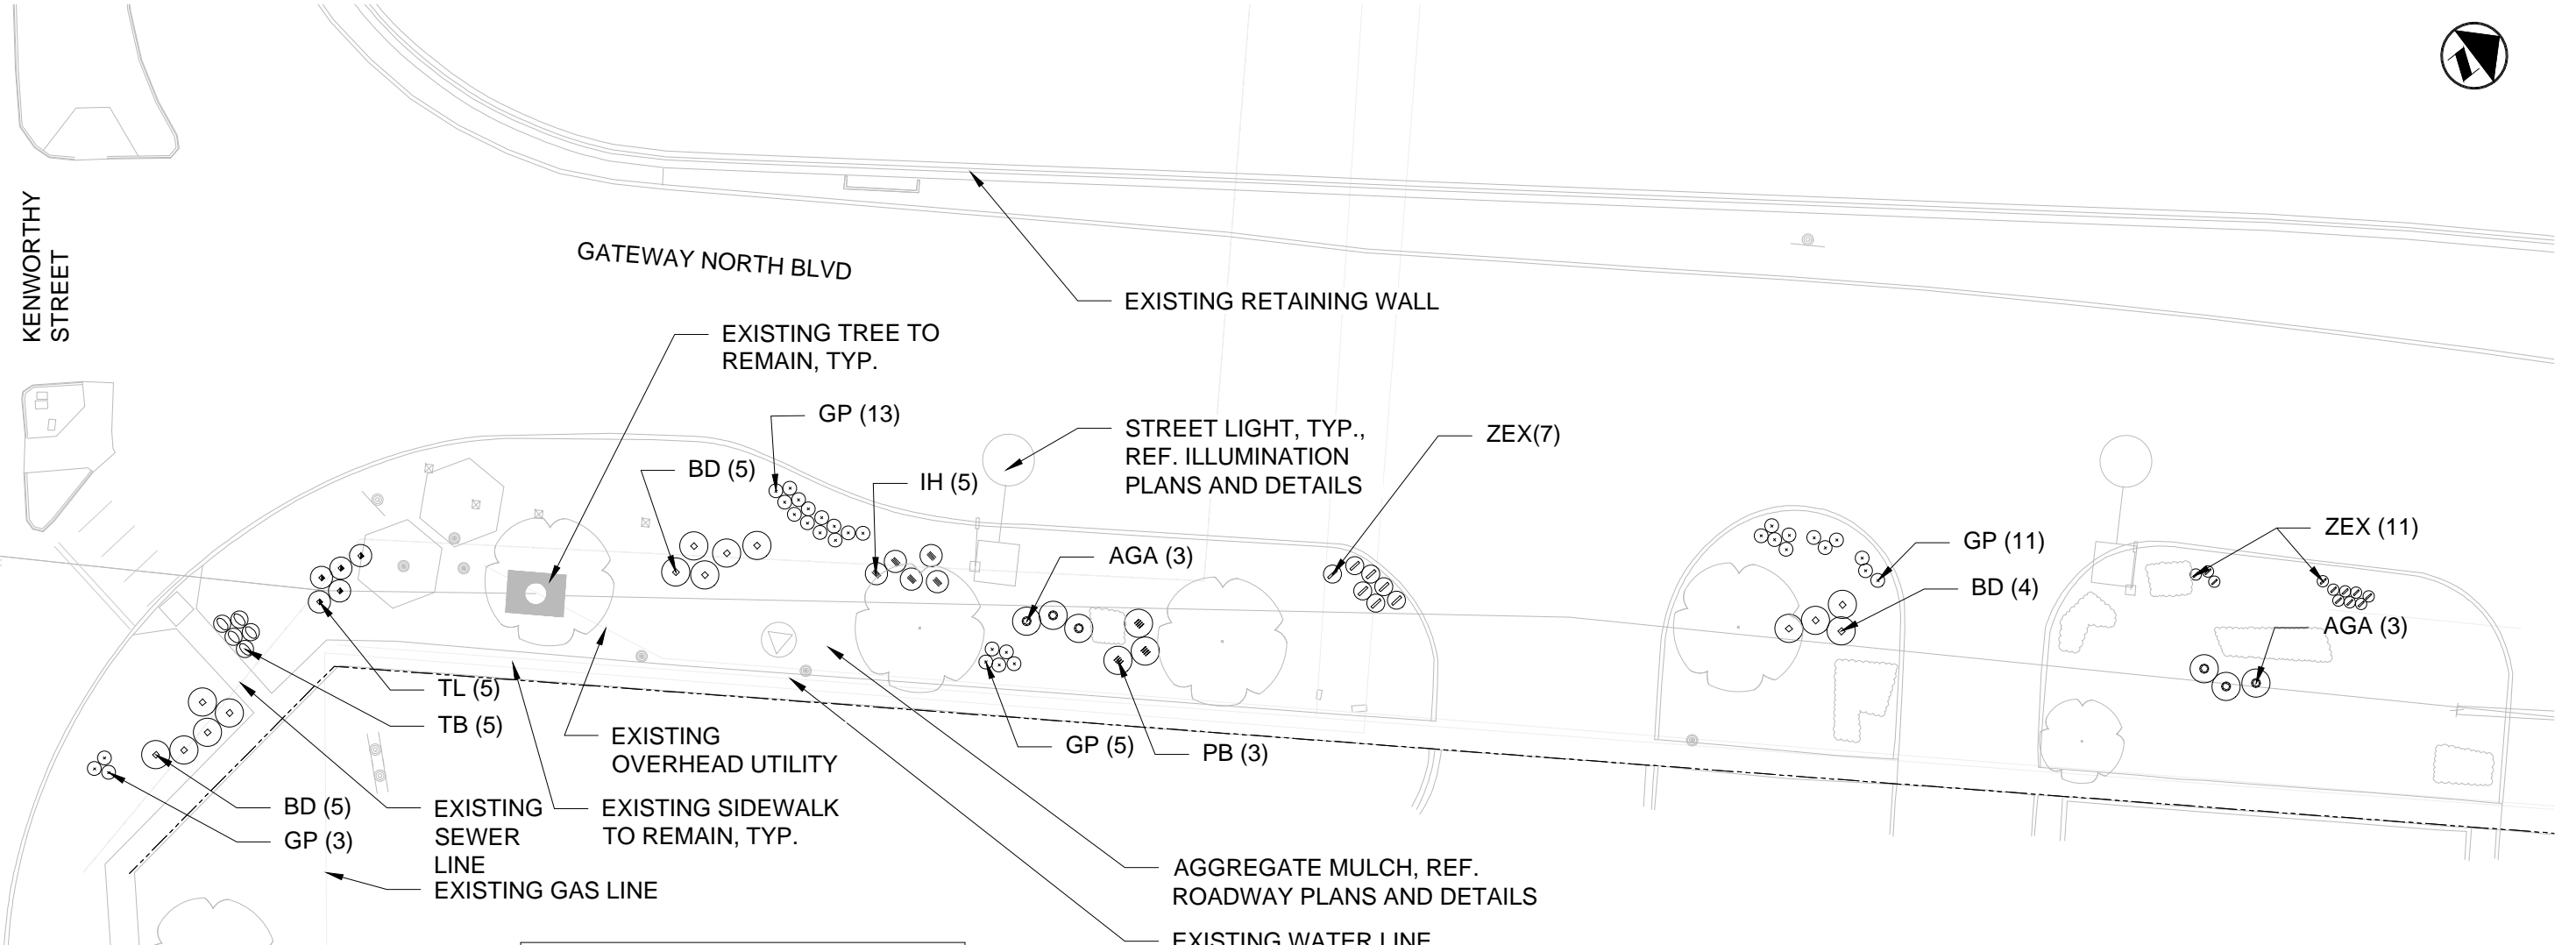 KENWORTHY
STREET
GATEWAY NORTH BLVD
EXISTING RETAINING WALL
EXISTING TREE TO
REMAIN, TYP.
GP (13)
STREET LIGHT, TYP.,
REF. ILLUMINATION
PLANS AND DETAILS
ZEX(7)
BD (5)
IH (5)
AGA (3)
GP (11)
ZEX (11)
BD (4)
AGA (3)
TL (5)
TB (5)
EXISTING
OVERHEAD UTILITY
GP (5)
PB (3)
BD (5)
GP (3)
EXISTING
SEWER
LINE
EXISTING SIDEWALK
TO REMAIN, TYP.
EXISTING GAS LINE
AGGREGATE MULCH, REF.
ROADWAY PLANS AND DETAILS
EXISTING WATER LINE